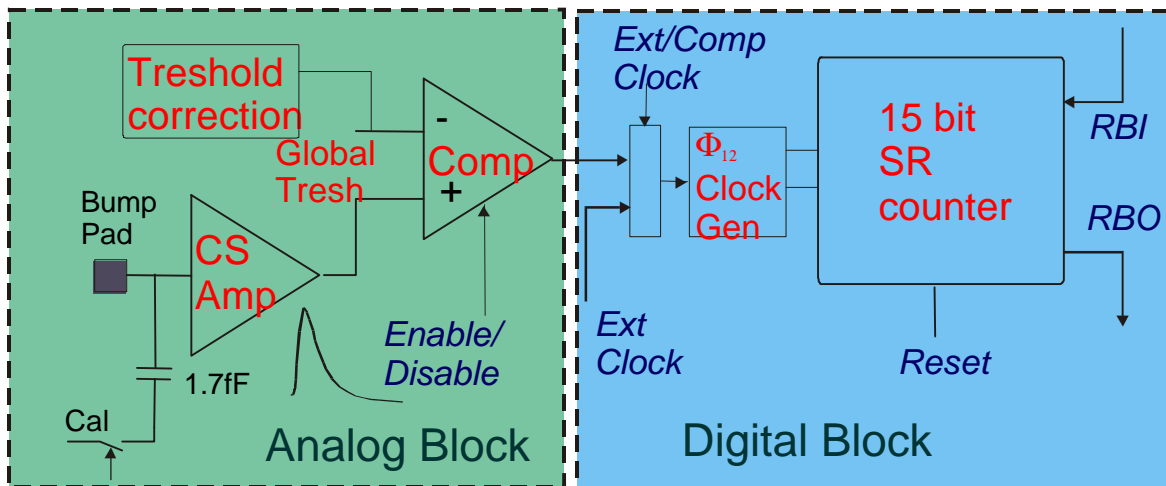 Treshold
correction
Global
Tresh
-
Comp
+
Bump
Pad
CS
Amp
1.7fF
Cal
Enable/
Disable
Analog Block
Ext/Comp
Clock
Φ12
Clock
Gen
15 bit
SR
counter
RBI
RBO
Ext
Clock
Reset
Digital Block